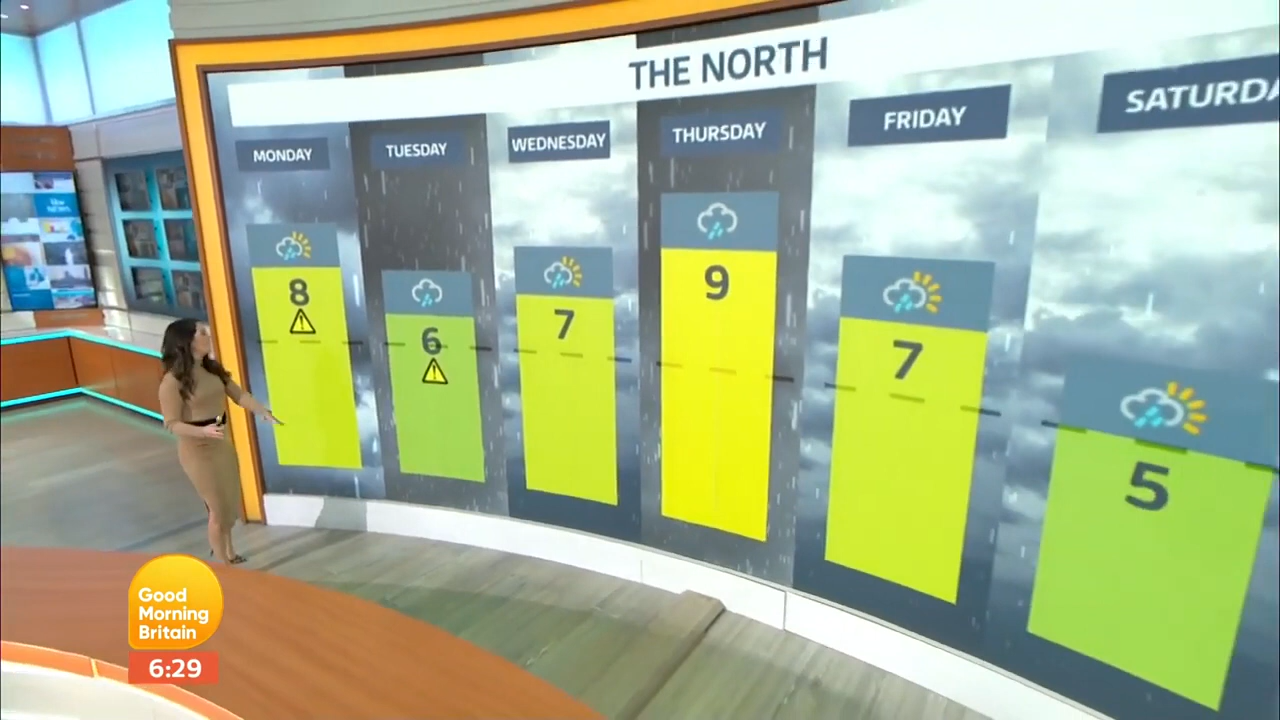 THE NORTH
MONDAY
TUESDAY
WEDNESDAY
THURSDAY
FRIDAY
SATURDA
8
6
7
9
7
5
Good
Morning
Britain
6:29